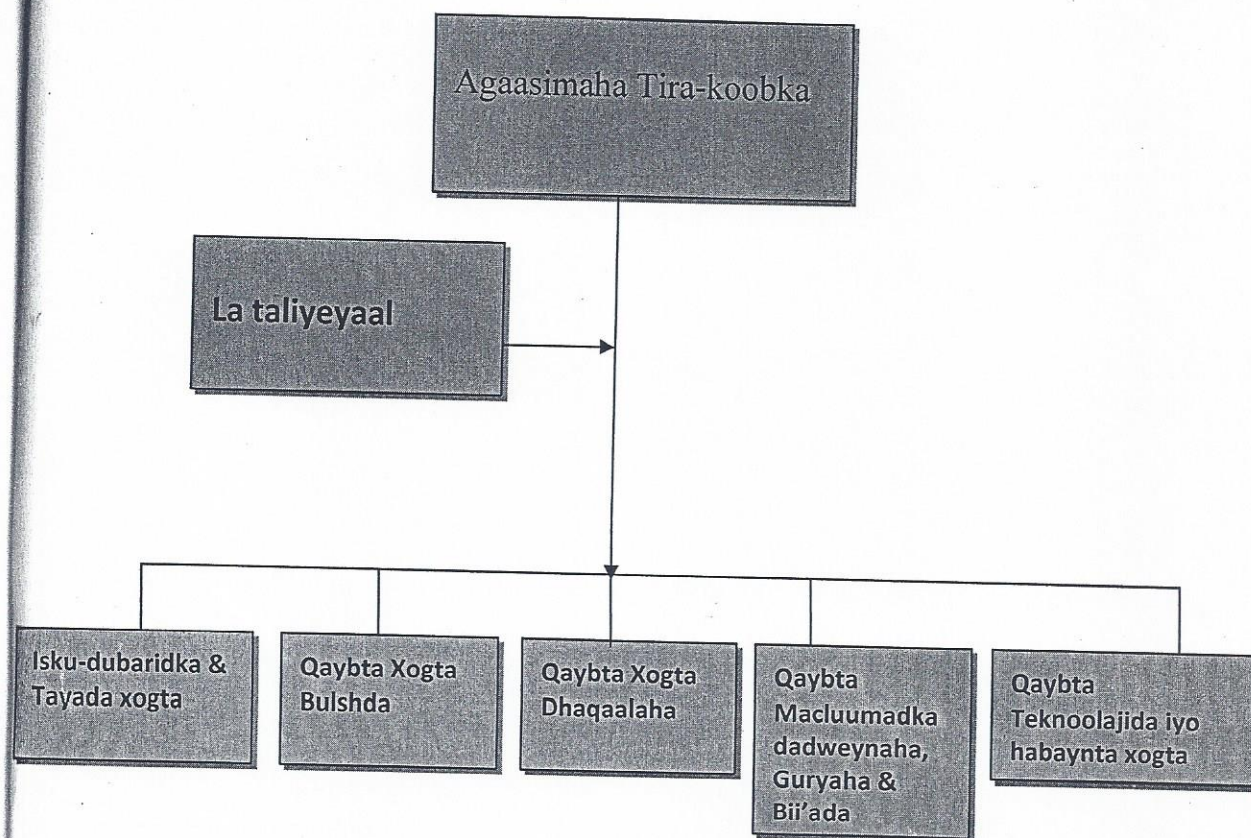 Agaasimaha Tira-koobka
La taliyeyaal
Isku-dubaridka &
Tayada xogta
Qaybta Xogta
Bulshda
Qaybta Xogta
Dhaqaalaha
Qaybta
Macluumadka
dadweynaha,
Guryaha &
Bii'ada
Qaybta
Teknoolajida iyo
habaynta xogta